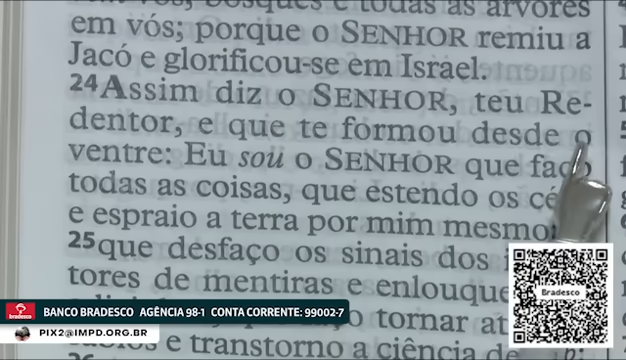 em vós; porque o SENHOR remiu a
Jacó e glorificou-se em Israel.
24Assim diz o SENHOR, teu Re-
dentor, e que te formou desde o
ventre: Eu sou o SENHOR que faço
todas as coisas, que estendo os
e espraio a terra por mim mesmo
25que desfaço os sinais dos
tores de mentiras e enlouque
tornar
e transtorno a ciência
Bradesco
bradesco
BANCO BRADESCO AGÊNCIA 98-1 CONTA CORRENTE: 99002-7
PIX2@IMPD.ORG.BR